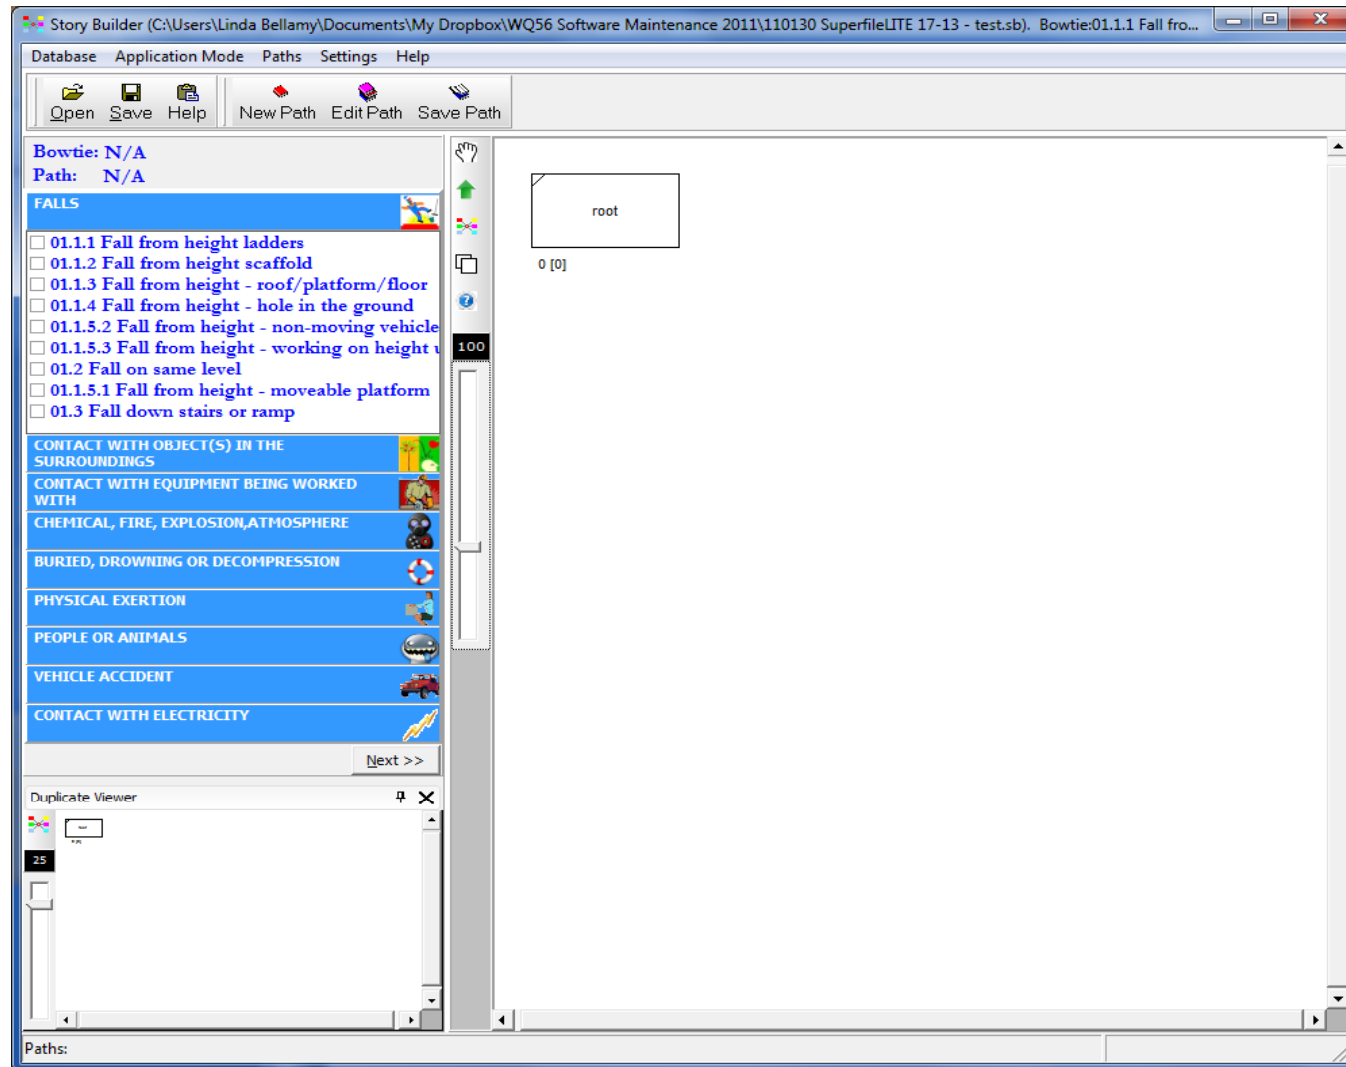 Story Builder (C:\Users\Linda Bellamy\Documents\My Dropbox\WQ56 Software Maintenance 2011\110130 SuperfileLITE 17-13 - test.sb). Bowtie:01.1.1 Fall fro...
Database Application Mode Paths Settings Help
Open Save Help New Path Edit Path Save Path
Bowtie: N/A
Path: N/A
FALLS
01.1.1 Fall from height ladders
01.1.2 Fall from height scaffold
01.1.3 Fall from height - roof/platform/floor
01.1.4 Fall from height - hole in the ground
01.1.5.2 Fall from height - non-moving vehicle
01.1.5.3 Fall from height - working on height u
01.2 Fall on same level
01.1.5.1 Fall from height - moveable platform
01.3 Fall down stairs or ramp
CONTACT WITH OBJECT(S) IN THE
SURROUNDINGS
CONTACT WITH EQUIPMENT BEING WORKED
WITH
CHEMICAL, FIRE, EXPLOSION,ATMOSPHERE
BURIED, DROWNING OR DECOMPRESSION
PHYSICAL EXERTION
PEOPLE OR ANIMALS
VEHICLE ACCIDENT
CONTACT WITH ELECTRICITY
Next >>
100
root
0 [0]
Duplicate Viewer
25
Paths: